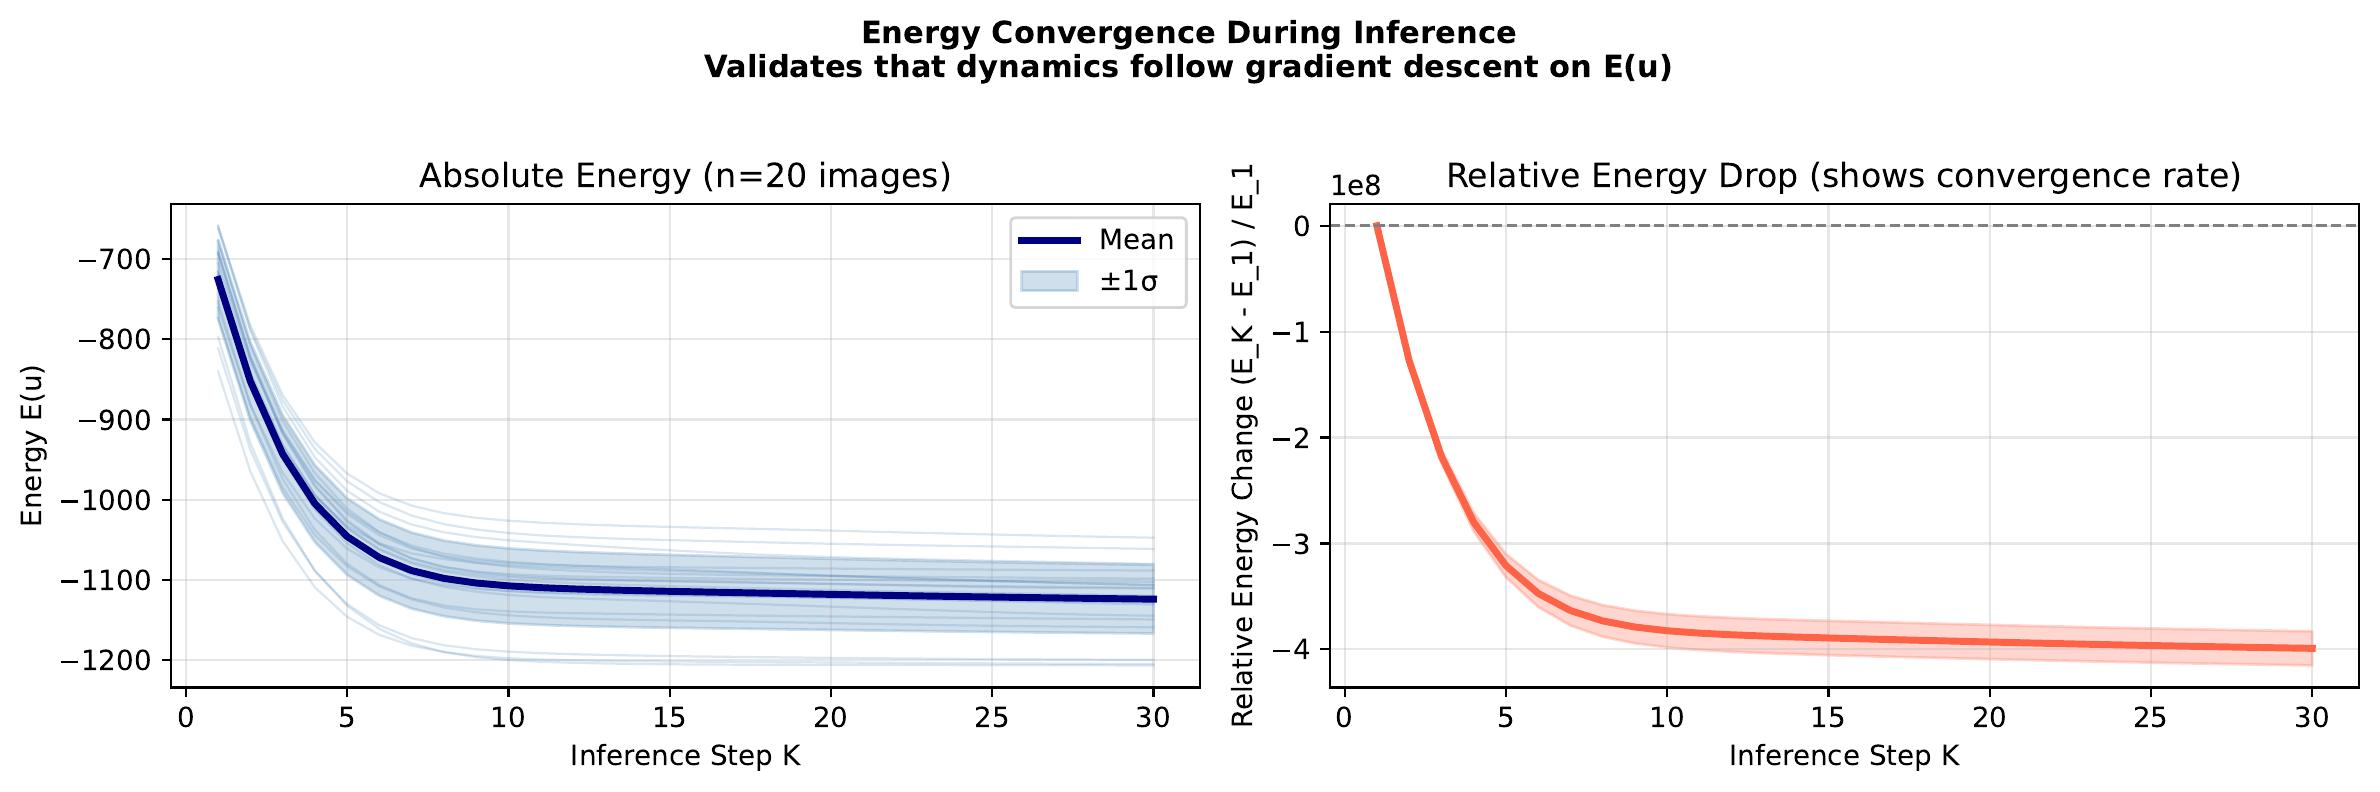 Energy Convergence During Inference
Validates that dynamics follow gradient descent on E(u)
Absolute Energy (n=20 images)
Energy E(u)
−700
−800
−900
−1000
−1100
−1200
Mean
±1σ
0 5 10 15 20 25 30
Inference Step K
Relative Energy Drop (shows convergence rate)
1e8
Relative Energy Change (E_K - E_1) / E_1
0
−1
−2
−3
−4
0 5 10 15 20 25 30
Inference Step K